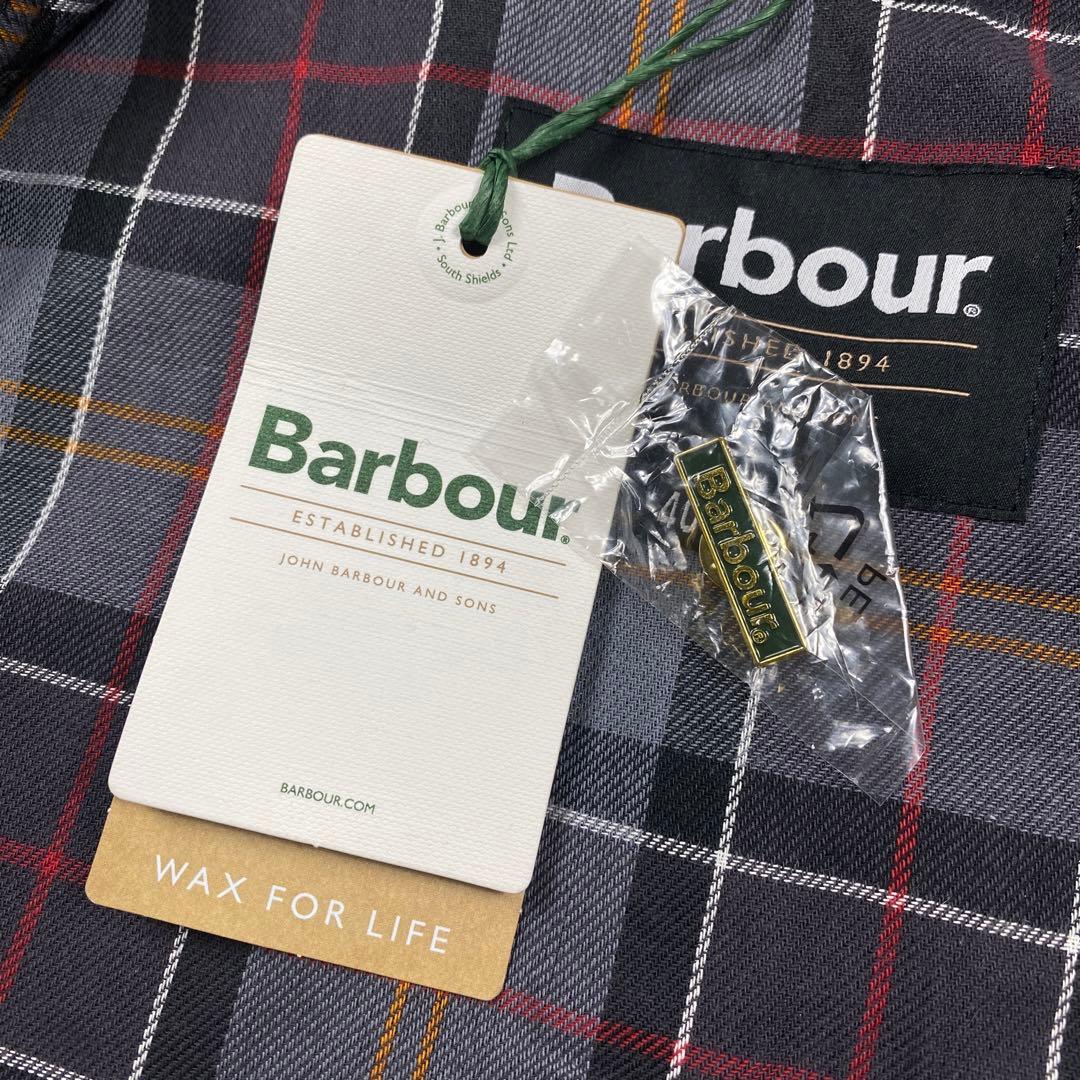 J. Barbour & Sons Ltd
South Shields
Barbour
ESTABLISHED 1894
JOHN BARBOUR AND SONS
BARBOUR.COM
WAX FOR LIFE
Barbour®
1894
Barbour®